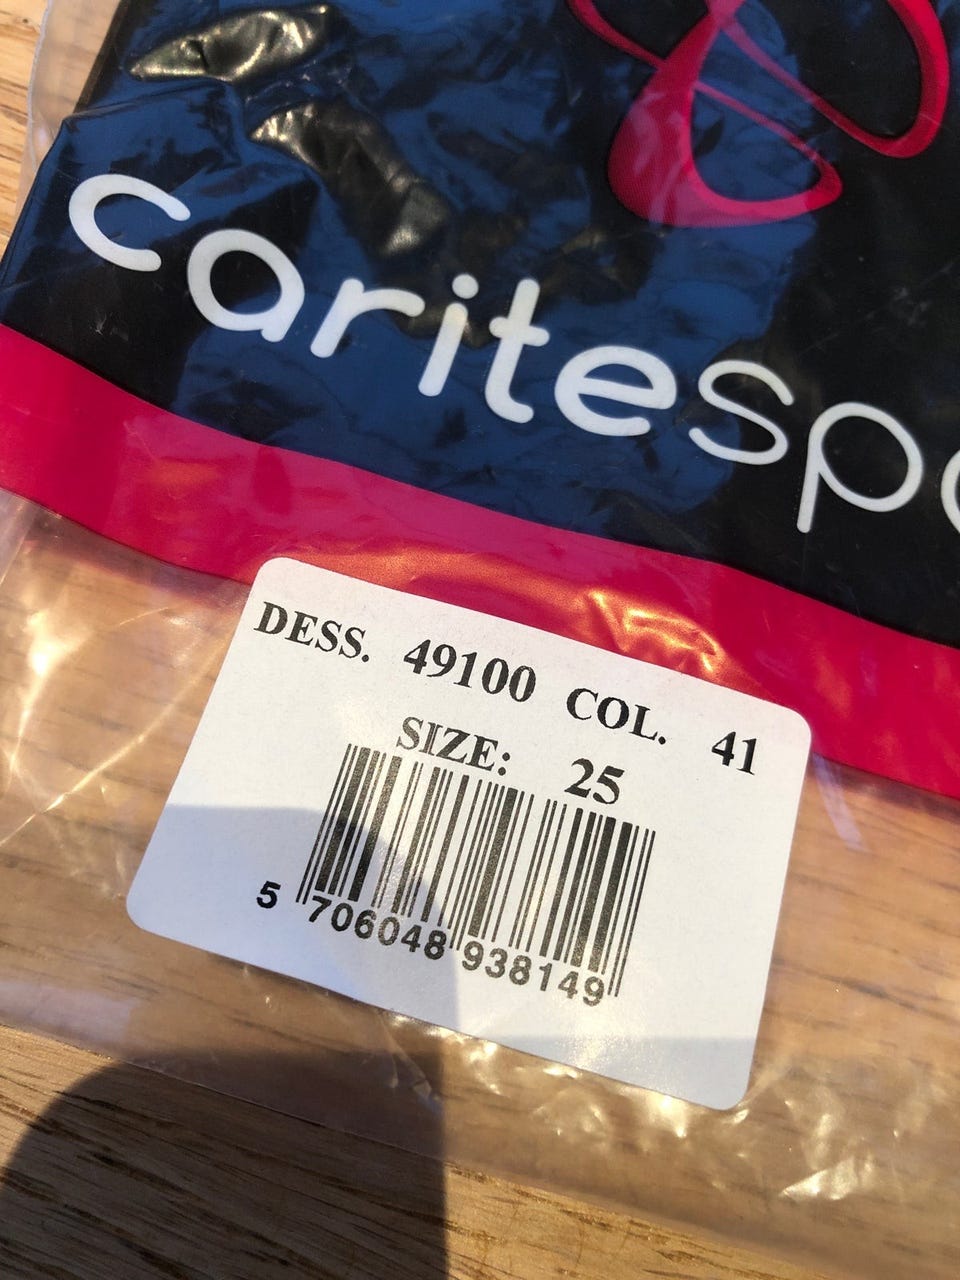 caritesp
DESS. 49100 COL. 41
SIZE: 25
5 706048 938149